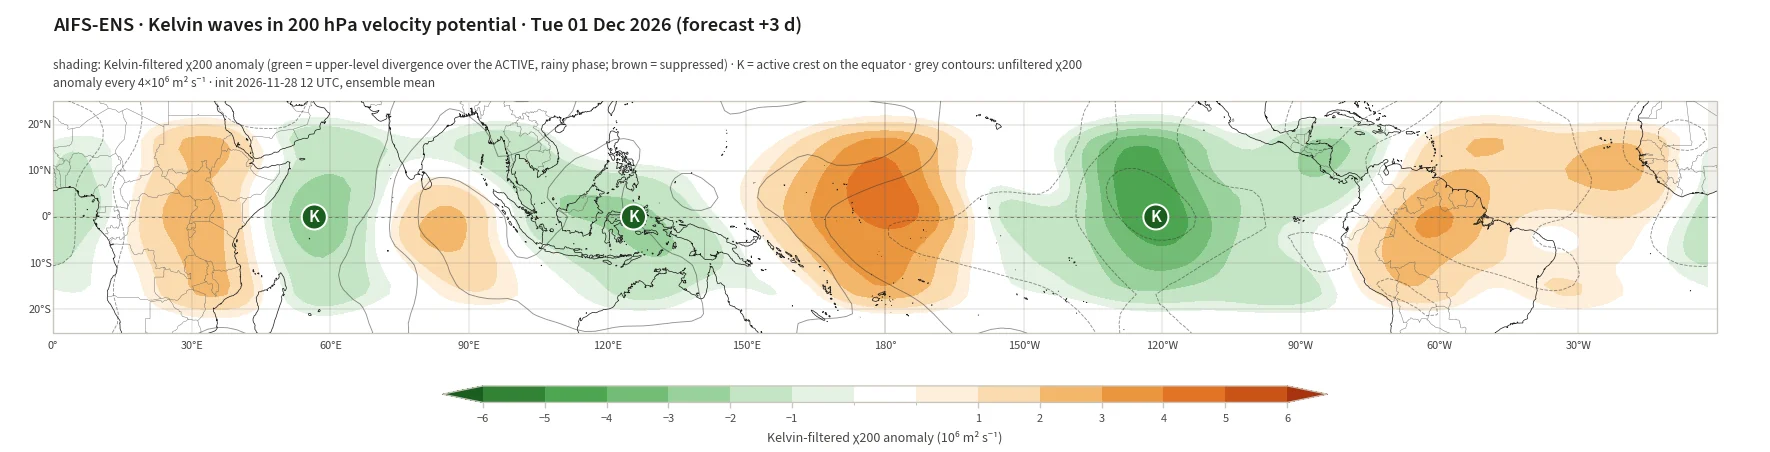 AIFS-ENS · Kelvin waves in 200 hPa velocity potential · Tue 01 Dec 2026 (forecast +3 d)
shading: Kelvin-filtered χ200 anomaly (green = upper-level divergence over the ACTIVE, rainy phase; brown = suppressed) · K = active crest on the equator · grey contours: unfiltered χ200
anomaly every 4×10⁶ m² s⁻¹ · init 2026-11-28 12 UTC, ensemble mean
20°N
10°N
0°
10°S
20°S
K K K
0° 30°E 60°E 90°E 120°E 150°E 180° 150°W 120°W 90°W 60°W 30°W
−6 −5 −4 −3 −2 −1 1 2 3 4 5 6
Kelvin-filtered χ200 anomaly (10⁶ m² s⁻¹)